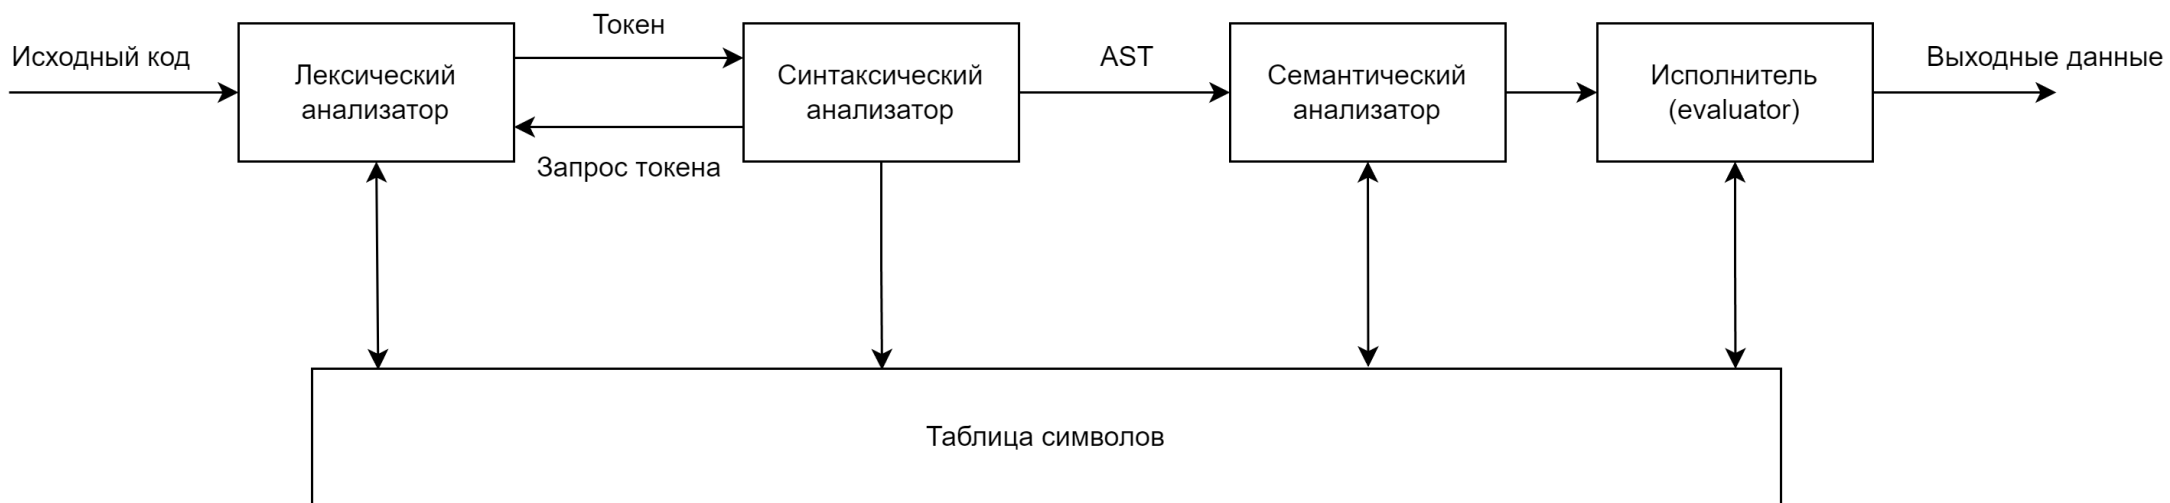 Исходный код
Лексический
анализатор
Токен
Запрос токена
Синтаксический
анализатор
AST
Семантический
анализатор
Исполнитель
(evaluator)
Выходные данные
Таблица символов